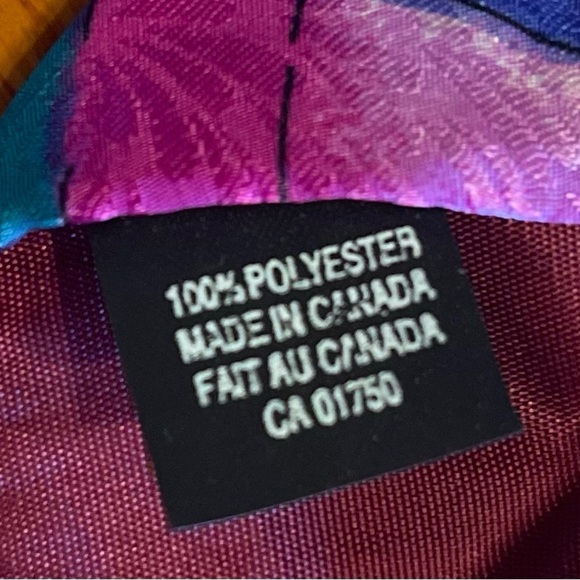 100% POLYESTER
MADE IN CANADA
FAIT AU CANADA
CA 01750